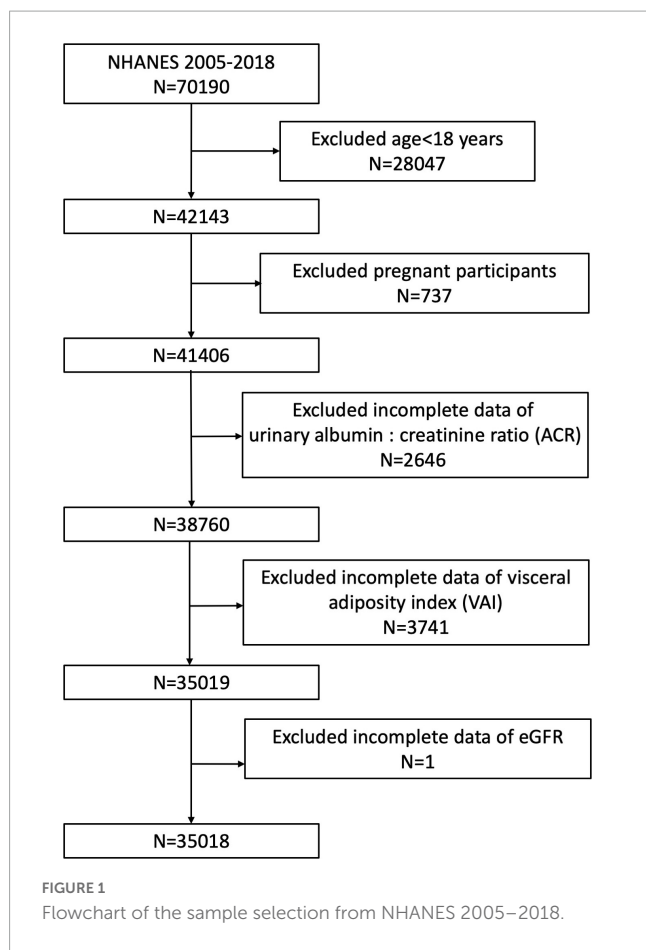 NHANES 2005-2018
N=70190
Excluded age<18 years
N=28047
N=42143
Excluded pregnant participants
N=737
N=41406
Excluded incomplete data of
urinary albumin : creatinine ratio (ACR)
N=2646
N=38760
Excluded incomplete data of visceral
adiposity index (VAI)
N=3741
N=35019
Excluded incomplete data of eGFR
N=1
N=35018
FIGURE 1
Flowchart of the sample selection from NHANES 2005–2018.